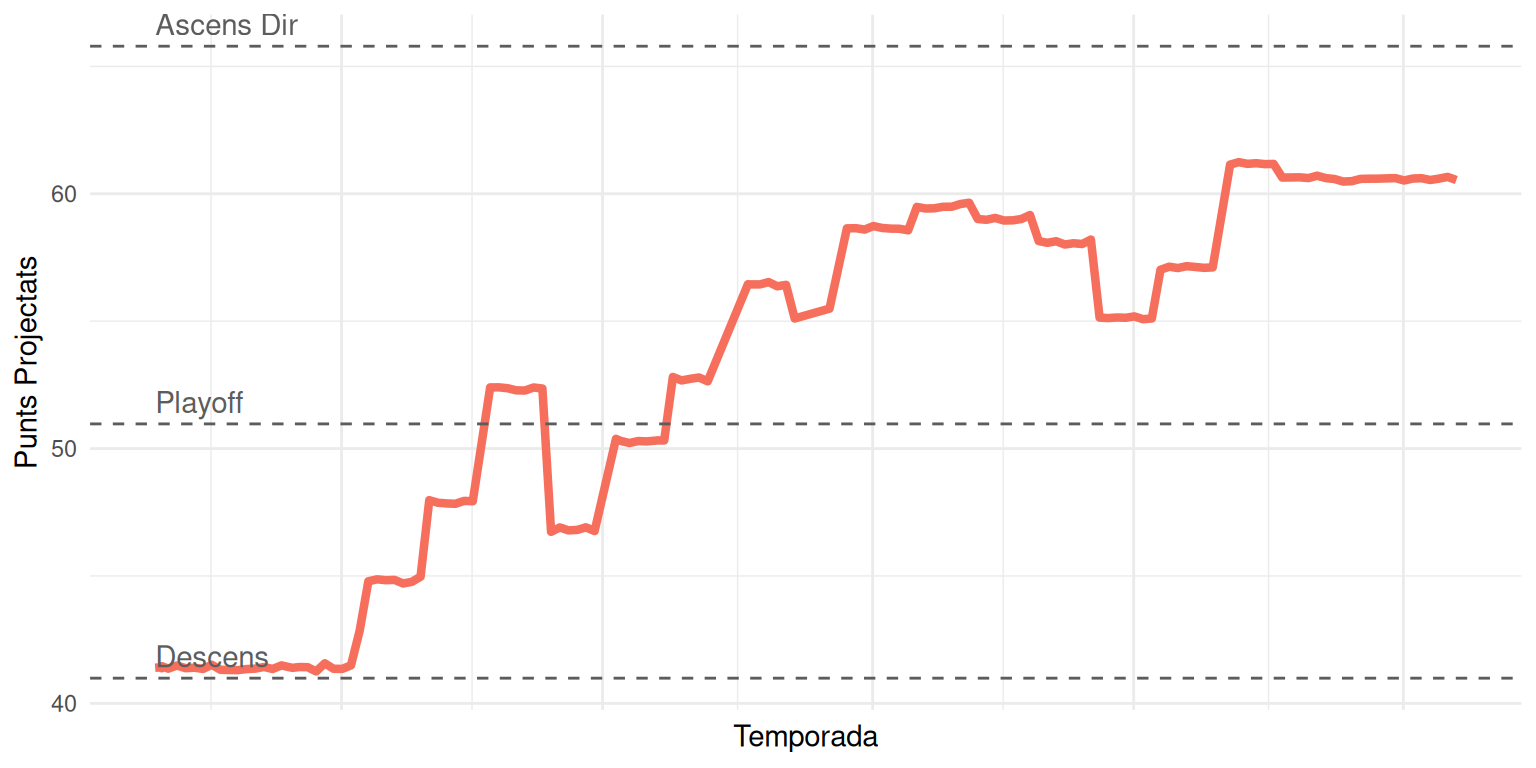 Ascens Dir
60
Playoff
50
Descens
40
Punts Projectats
Temporada